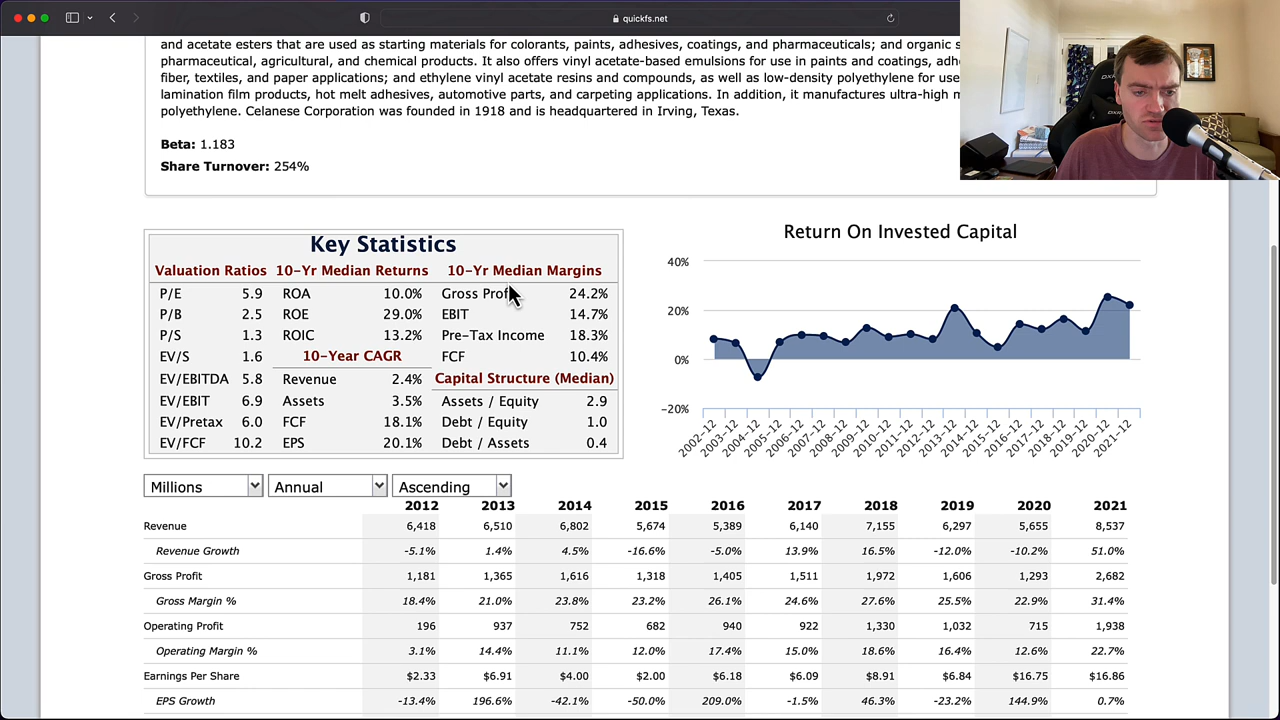 quickfs.net
and acetate esters that are used as starting materials for colorants, paints, adhesives, coatings, and pharmaceuticals; and organic s
pharmaceutical, agricultural, and chemical products. It also offers vinyl acetate-based emulsions for use in paints and coatings, adhe
fiber, textiles, and paper applications; and ethylene vinyl acetate resins and compounds, as well as low-density polyethylene for use
lamination film products, hot melt adhesives, automotive parts, and carpeting applications. In addition, it manufactures ultra-high m
polyethylene. Celanese Corporation was founded in 1918 and is headquartered in Irving, Texas.
Beta: 1.183
Share Turnover: 254%
Key Statistics
Valuation Ratios 10-Yr Median Returns 10-Yr Median Margins
P/E 5.9 ROA 10.0% Gross Prof 24.2%
P/B 2.5 ROE 29.0% EBIT 14.7%
P/S 1.3 ROIC 13.2% Pre-Tax Income 18.3%
EV/S 1.6 10-Year CAGR FCF 10.4%
EV/EBITDA 5.8 Revenue 2.4% Capital Structure (Median)
EV/EBIT 6.9 Assets 3.5% Assets / Equity 2.9
EV/Pretax 6.0 FCF 18.1% Debt / Equity 1.0
EV/FCF 10.2 EPS 20.1% Debt / Assets 0.4
Return On Invested Capital
40%
20%
0%
-20%
2002-12 2003-12 2004-12 2005-12 2006-12 2007-12 2008-12 2009-12 2010-12 2011-12 2012-12 2013-12 2014-12 2015-12 2016-12 2017-12 2018-12 2019-12 2020-12 2021-12
Millions Annual Ascending
2012 2013 2014 2015 2016 2017 2018 2019 2020 2021
Revenue 6,418 6,510 6,802 5,674 5,389 6,140 7,155 6,297 5,655 8,537
Revenue Growth -5.1% 1.4% 4.5% -16.6% -5.0% 13.9% 16.5% -12.0% -10.2% 51.0%
Gross Profit 1,181 1,365 1,616 1,318 1,405 1,511 1,972 1,606 1,293 2,682
Gross Margin % 18.4% 21.0% 23.8% 23.2% 26.1% 24.6% 27.6% 25.5% 22.9% 31.4%
Operating Profit 196 937 752 682 940 922 1,330 1,032 715 1,938
Operating Margin % 3.1% 14.4% 11.1% 12.0% 17.4% 15.0% 18.6% 16.4% 12.6% 22.7%
Earnings Per Share $2.33 $6.91 $4.00 $2.00 $6.18 $6.09 $8.91 $6.84 $16.75 $16.86
EPS Growth -13.4% 196.6% -42.1% -50.0% 209.0% -1.5% 46.3% -23.2% 144.9% 0.7%